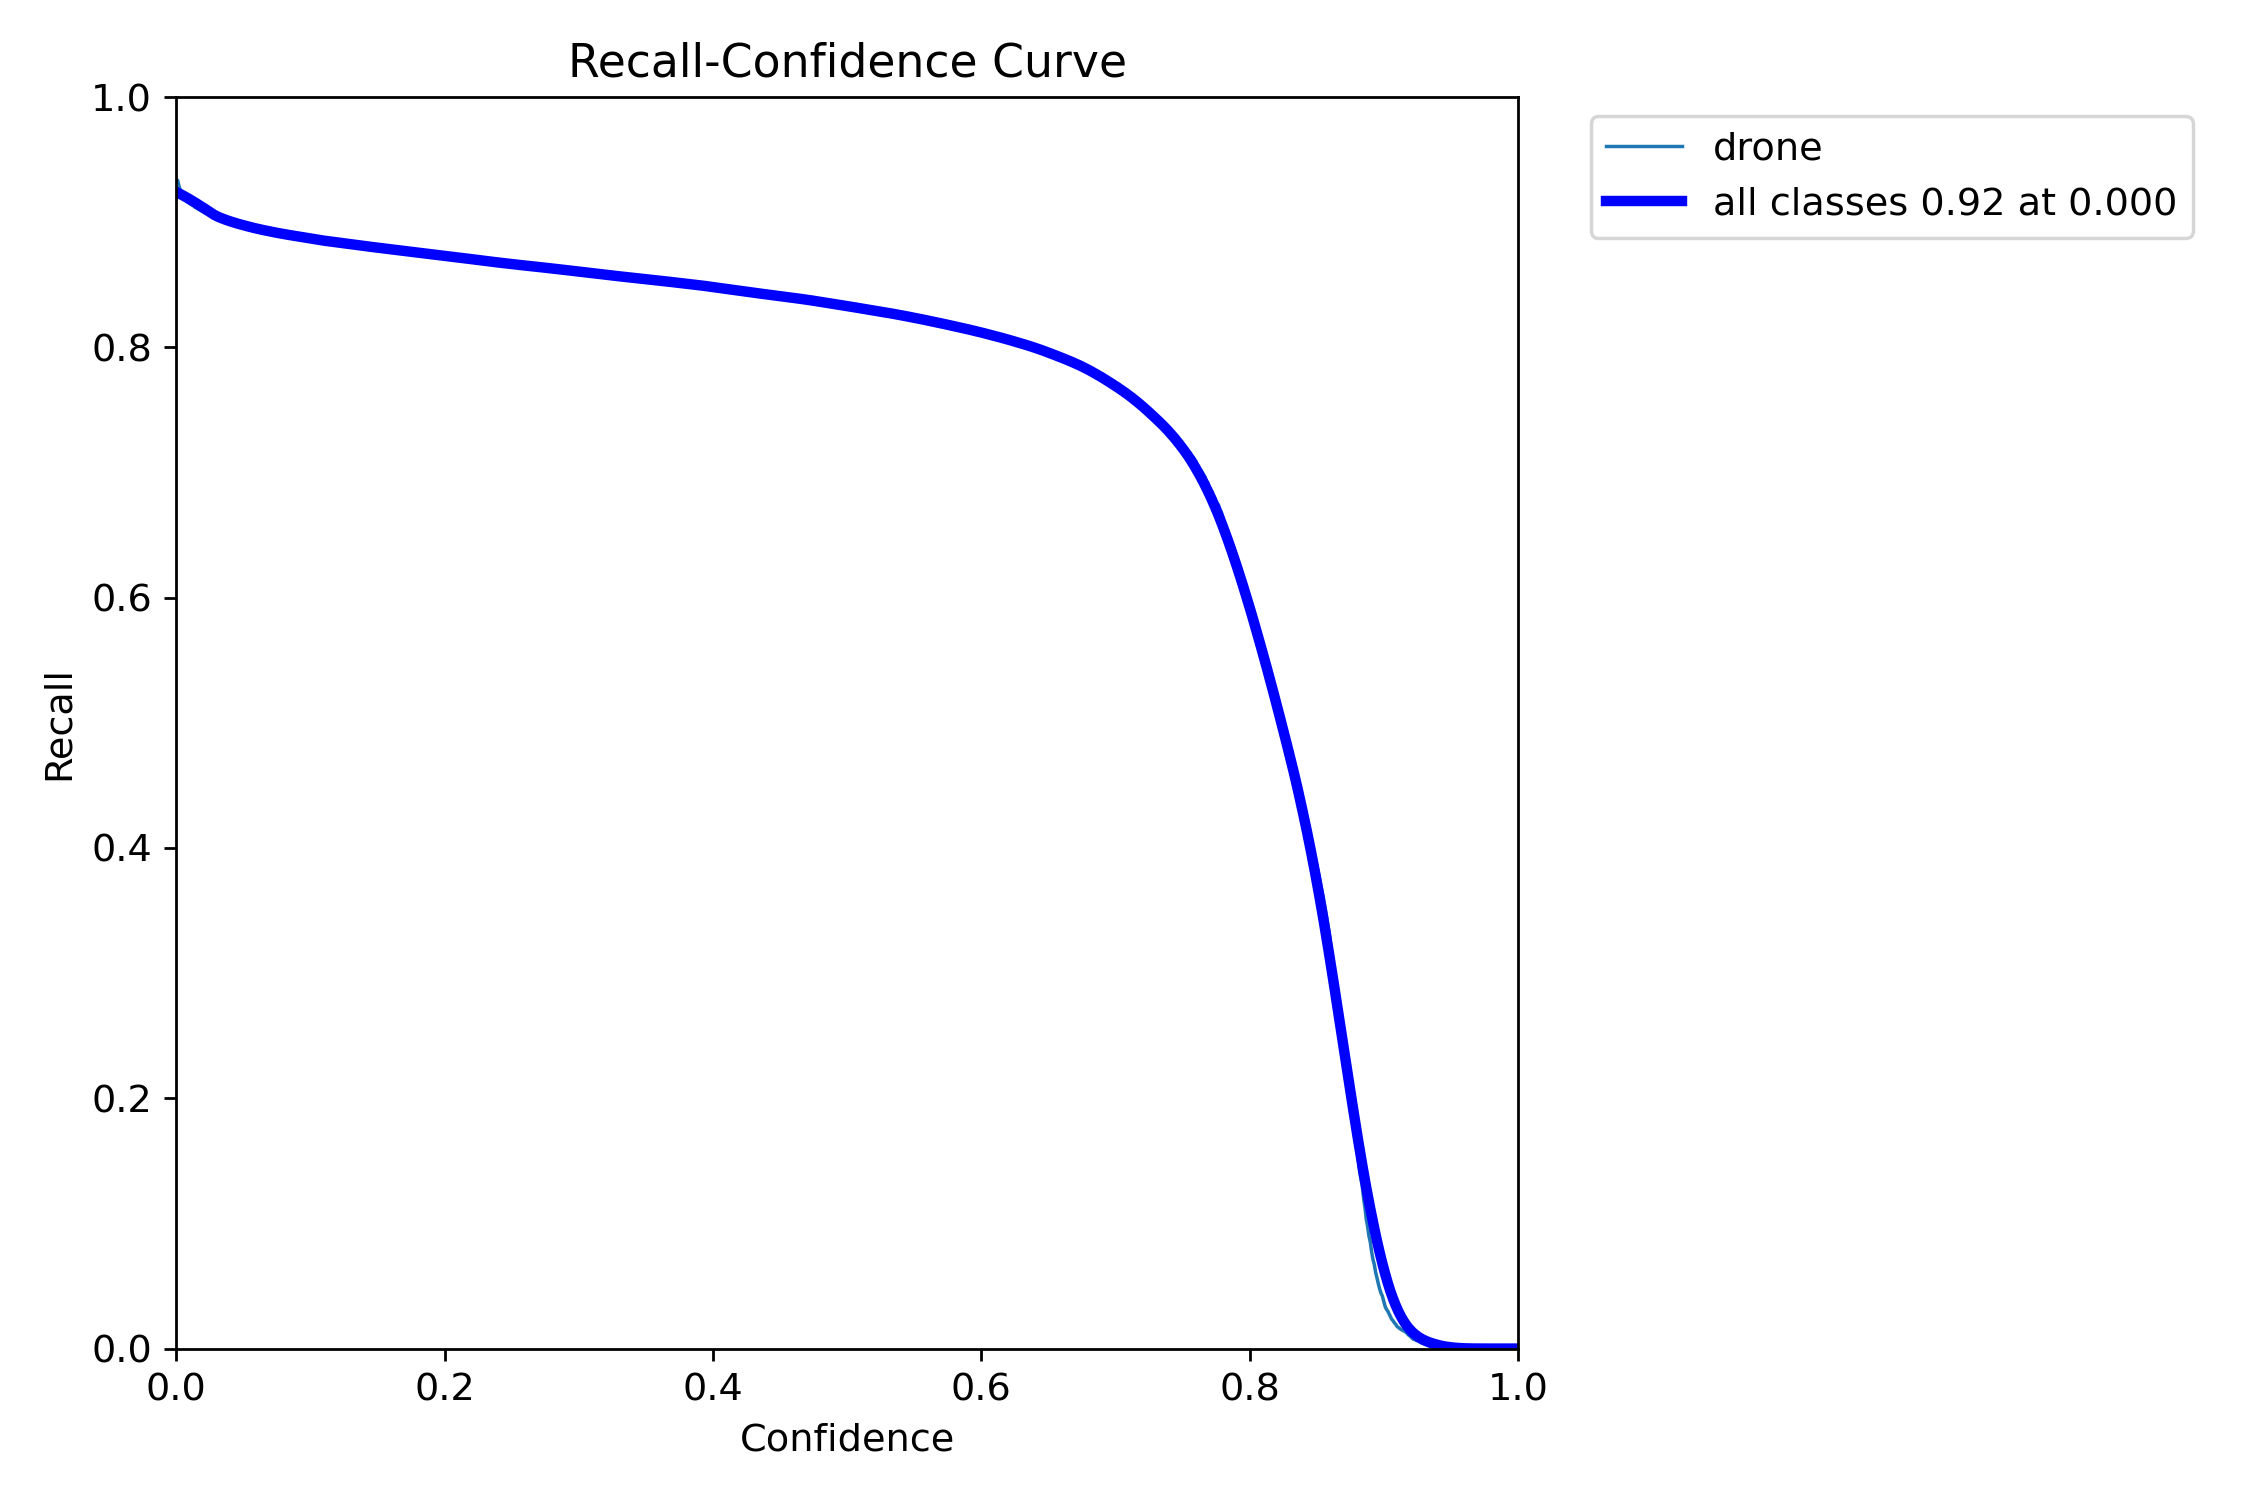 Recall-Confidence Curve
1.0
0.8
0.6
0.4
0.2
0.0
Recall
0.0 0.2 0.4 0.6 0.8 1.0
Confidence
drone
all classes 0.92 at 0.000